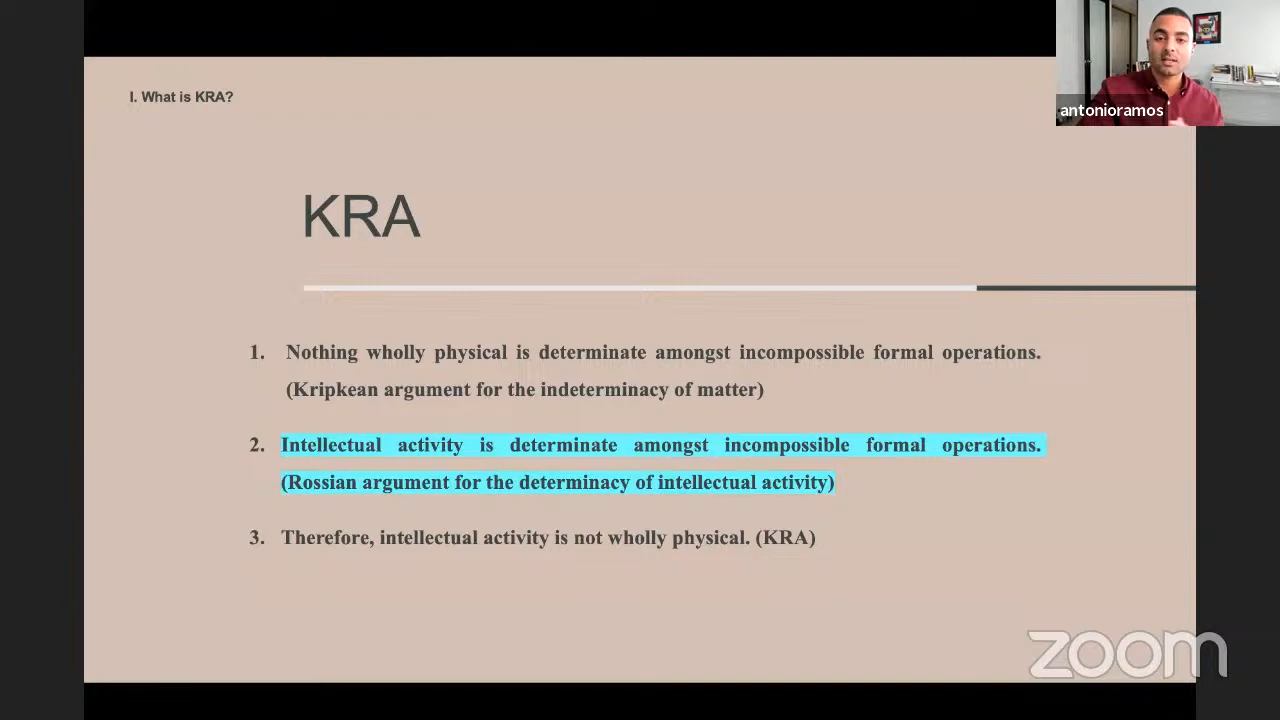 I. What is KRA?
antonioramos
KRA
1. Nothing wholly physical is determinate amongst incompossible formal operations.
(Kripkean argument for the indeterminacy of matter)
2. Intellectual activity is determinate amongst incompossible formal operations.
(Rossian argument for the determinacy of intellectual activity)
3. Therefore, intellectual activity is not wholly physical. (KRA)
zoom